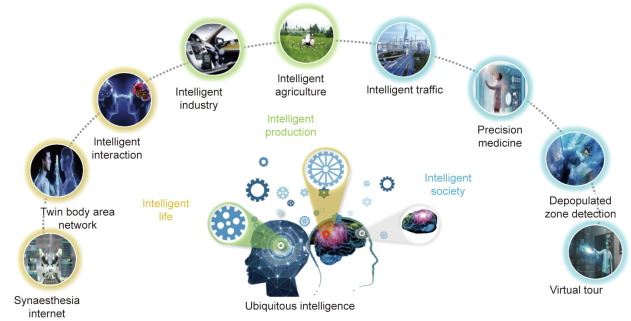 Intelligent
agriculture
Intelligent
industry
Intelligent traffic
Intelligent
interaction
Intelligent
production
Precision
medicine
Twin body area
network
Intelligent
life
Intelligent
society
Depopulated
zone detection
Synaesthesia
internet
Ubiquitous intelligence
Virtual tour